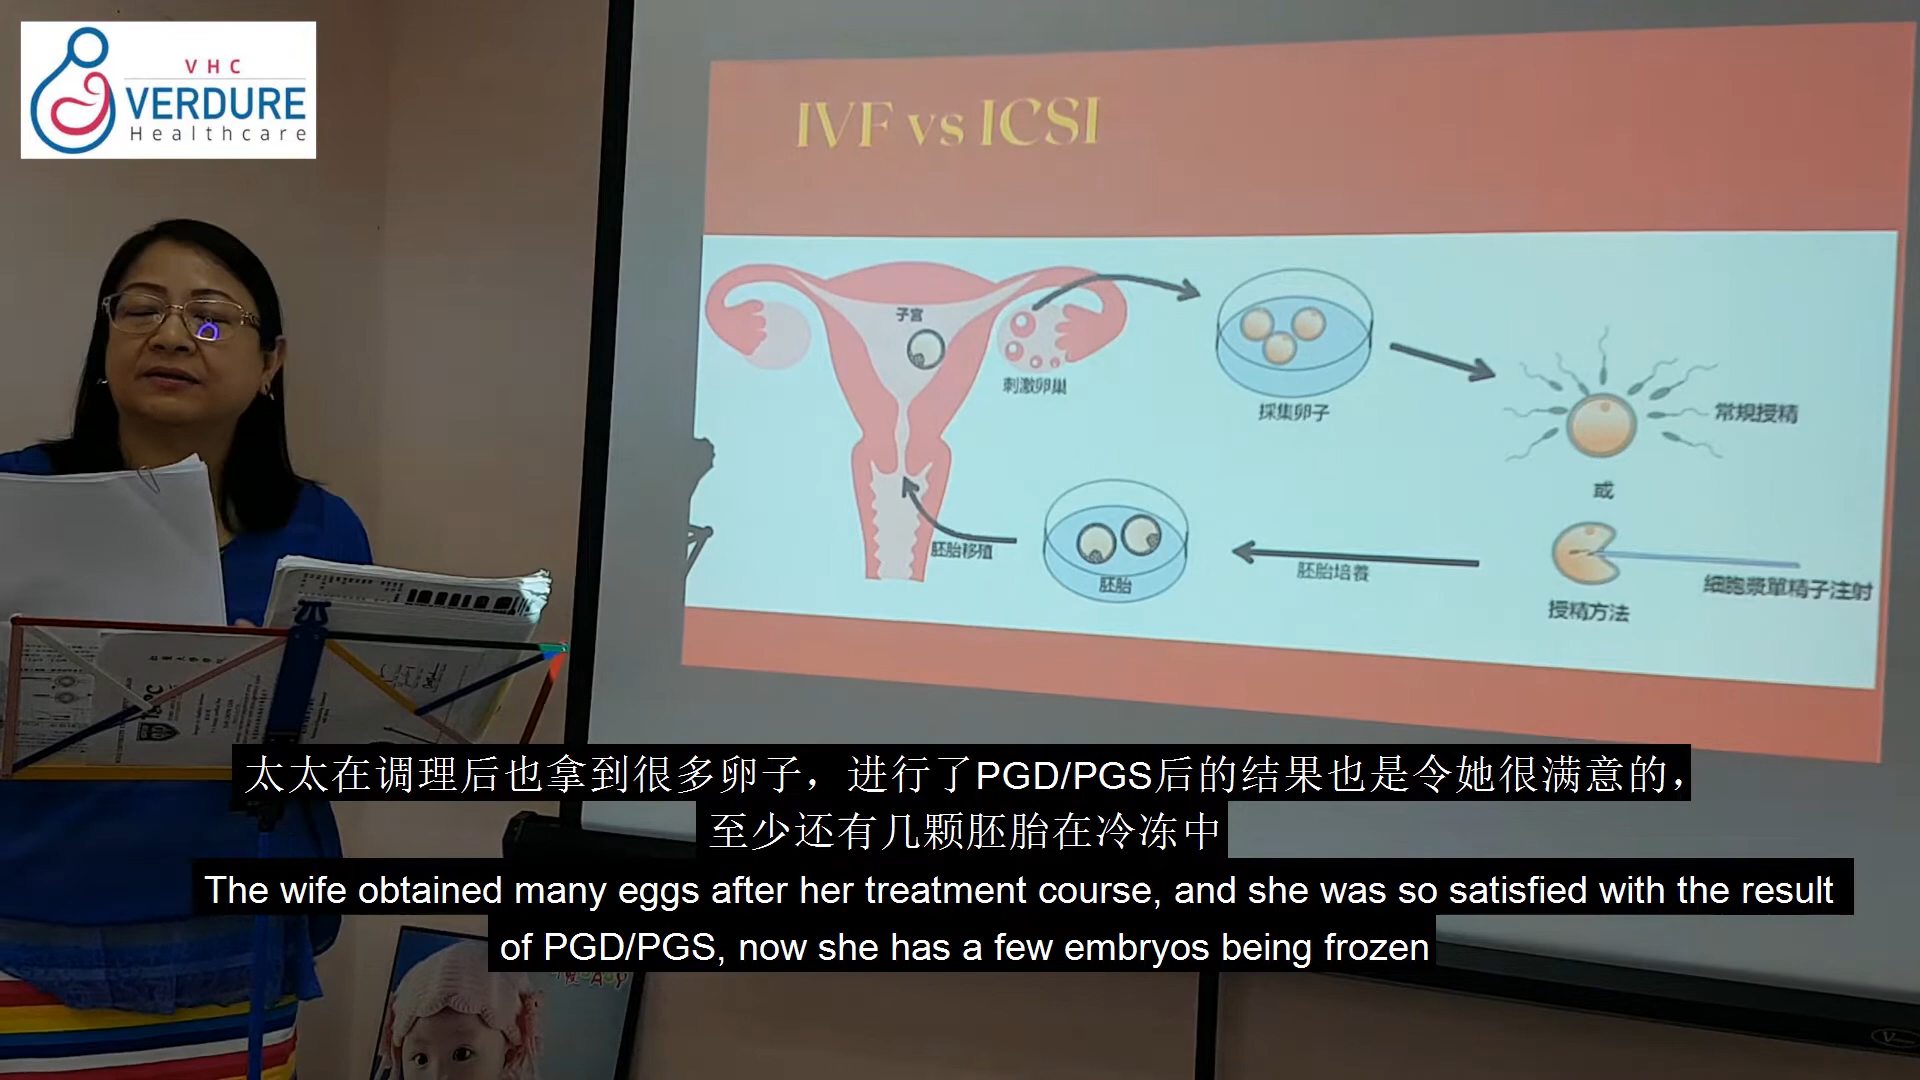 VHC
VERDURE
Healthcare
IVF vs ICSI
子宮
刺激卵巢
採集卵子
常規授精
或
胚胎移殖
胚胎
胚胎培養
授精方法
細胞漿單精子注射
太太在调理后也拿到很多卵子，进行了PGD/PGS后的结果也是令她很满意的，
至少还有几颗胚胎在冷冻中
The wife obtained many eggs after her treatment course, and she was so satisfied with the result
of PGD/PGS, now she has a few embryos being frozen